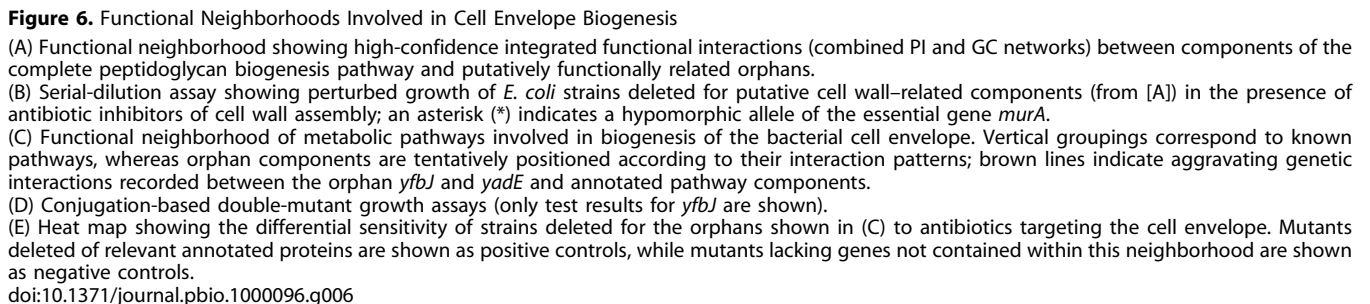 Figure 6. Functional Neighborhoods Involved in Cell Envelope Biogenesis
(A) Functional neighborhood showing high-confidence integrated functional interactions (combined PI and GC networks) between components of the
complete peptidoglycan biogenesis pathway and putatively functionally related orphans.
(B) Serial-dilution assay showing perturbed growth of E. coli strains deleted for putative cell wall–related components (from [A]) in the presence of
antibiotic inhibitors of cell wall assembly; an asterisk (*) indicates a hypomorphic allele of the essential gene murA.
(C) Functional neighborhood of metabolic pathways involved in biogenesis of the bacterial cell envelope. Vertical groupings correspond to known
pathways, whereas orphan components are tentatively positioned according to their interaction patterns; brown lines indicate aggravating genetic
interactions recorded between the orphan yfbJ and yadE and annotated pathway components.
(D) Conjugation-based double-mutant growth assays (only test results for yfbJ are shown).
(E) Heat map showing the differential sensitivity of strains deleted for the orphans shown in (C) to antibiotics targeting the cell envelope. Mutants
deleted of relevant annotated proteins are shown as positive controls, while mutants lacking genes not contained within this neighborhood are shown
as negative controls.
doi:10.1371/journal.pbio.1000096.g006